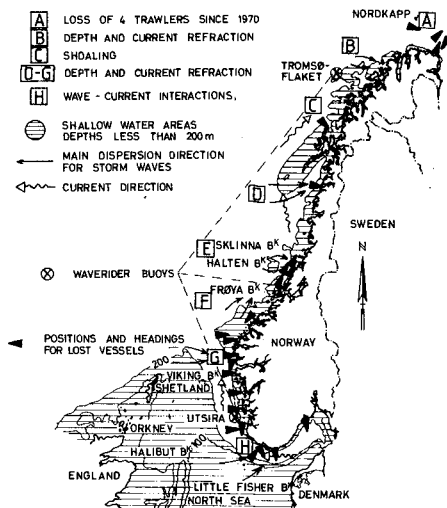 A LOSS OF 4 TRAWLERS SINCE 1970
B DEPTH AND CURRENT REFRACTION
C SHOALING
D-G DEPTH AND CURRENT REFRACTION
H WAVE - CURRENT INTERACTIONS,
SHALLOW WATER AREAS
DEPTHS LESS THAN 200 m
MAIN DISPERSION DIRECTION
FOR STORM WAVES
CURRENT DIRECTION
WAVERIDER BUOYS
POSITIONS AND HEADINGS
FOR LOST VESSELS
NORDKAPP
A
B
TROMSØ-
FLAKET
C
D
SWEDEN
N
E SKLINNA BK
HALTEN BK
F FRØYA BK
NORWAY
200
G
VIKING BK
SHETLAND
UTSIRA
ORKNEY
100
HALIBUT BK
H
ENGLAND
LITTLE FISHER BK
NORTH SEA
DENMARK